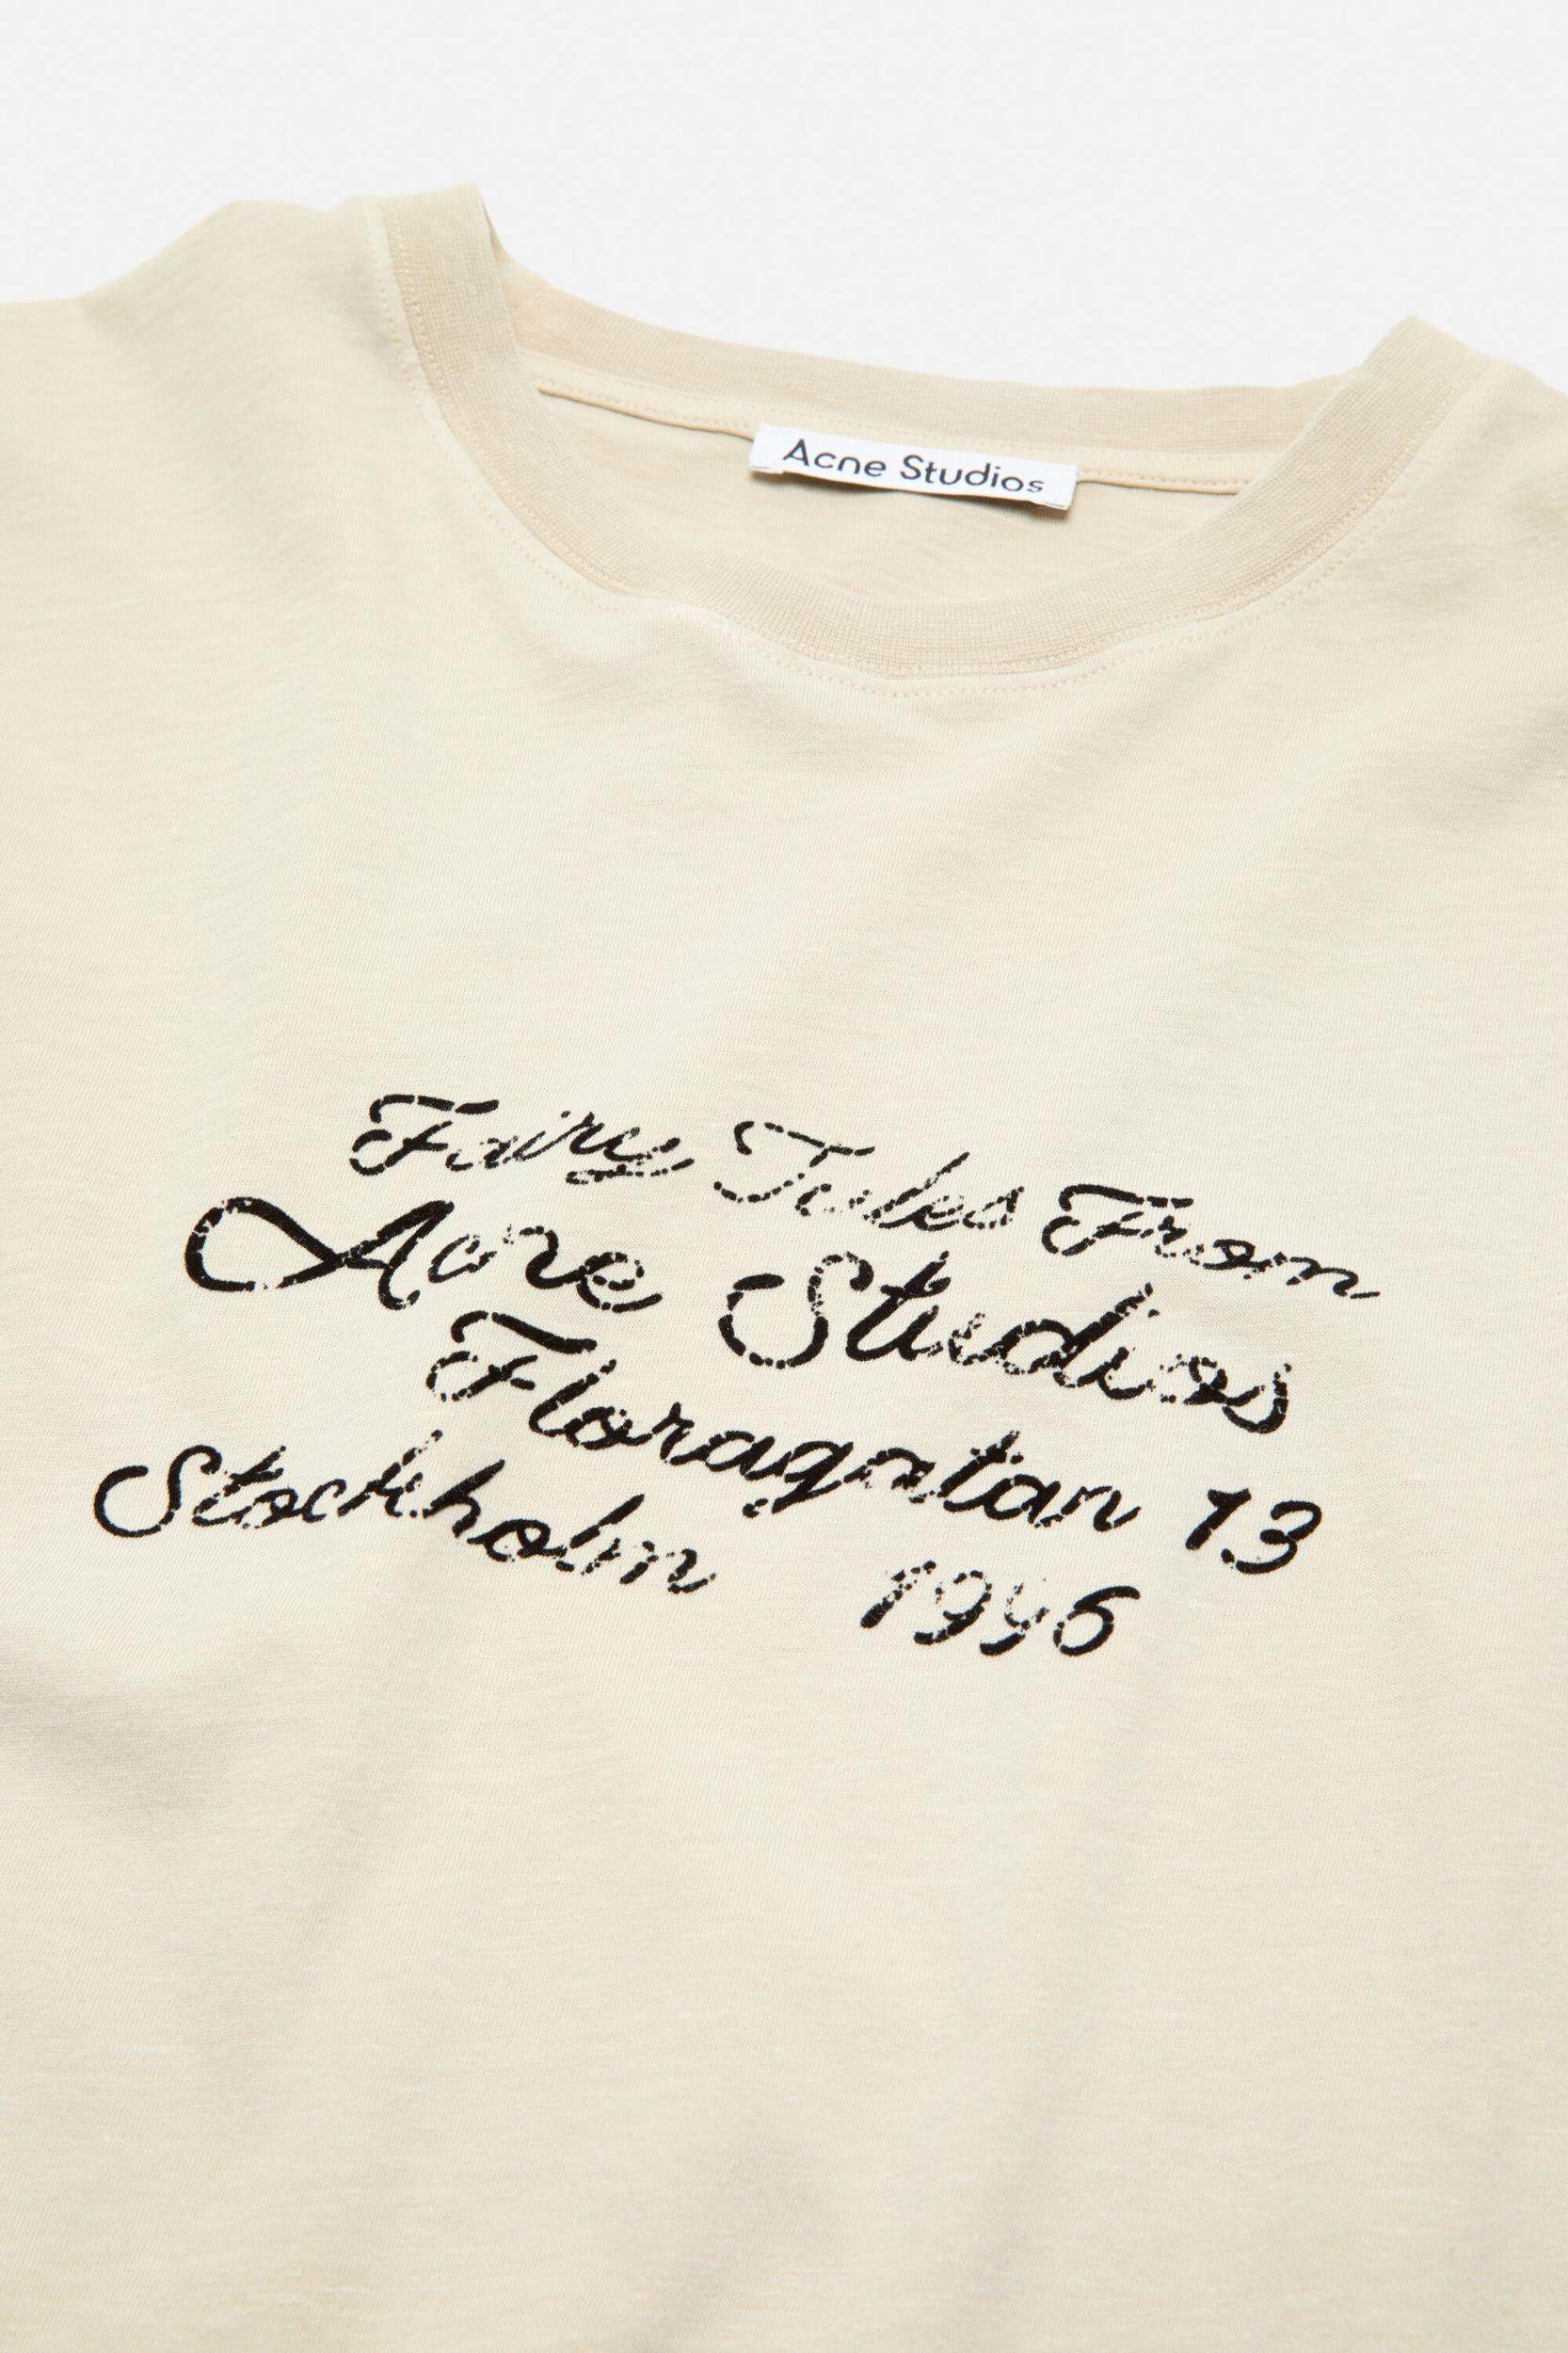 Acne Studios
Fairy Tales From
Acne Studios
Floragatan 13
Stockholm 1996